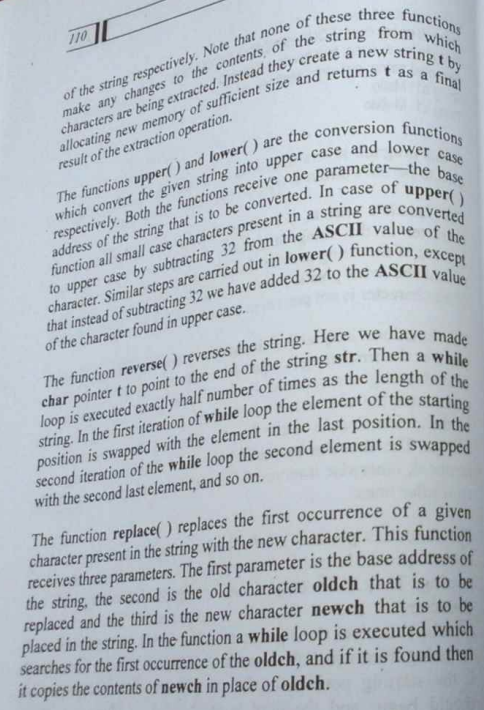 110
of the string respectively. Note that none of these three functions
make any changes to the contents of the string from which
characters are being extracted. Instead they create a new string t by
allocating new memory of sufficient size and returns t as a final
result of the extraction operation.
The functions upper( ) and lower( ) are the conversion functions
which convert the given string into upper case and lower case
respectively. Both the functions receive one parameter—the base
address of the string that is to be converted. In case of upper( )
function all small case characters present in a string are converted
to upper case by subtracting 32 from the ASCII value of the
character. Similar steps are carried out in lower( ) function, except
that instead of subtracting 32 we have added 32 to the ASCII value
of the character found in upper case.
The function reverse( ) reverses the string. Here we have made
char pointer t to point to the end of the string str. Then a while
loop is executed exactly half number of times as the length of the
string. In the first iteration of while loop the element of the starting
position is swapped with the element in the last position. In the
second iteration of the while loop the second element is swapped
with the second last element, and so on.
The function replace( ) replaces the first occurrence of a given
character present in the string with the new character. This function
receives three parameters. The first parameter is the base address of
the string, the second is the old character oldch that is to be
replaced and the third is the new character newch that is to be
placed in the string. In the function a while loop is executed which
searches for the first occurrence of the oldch, and if it is found then
it copies the contents of newch in place of oldch.